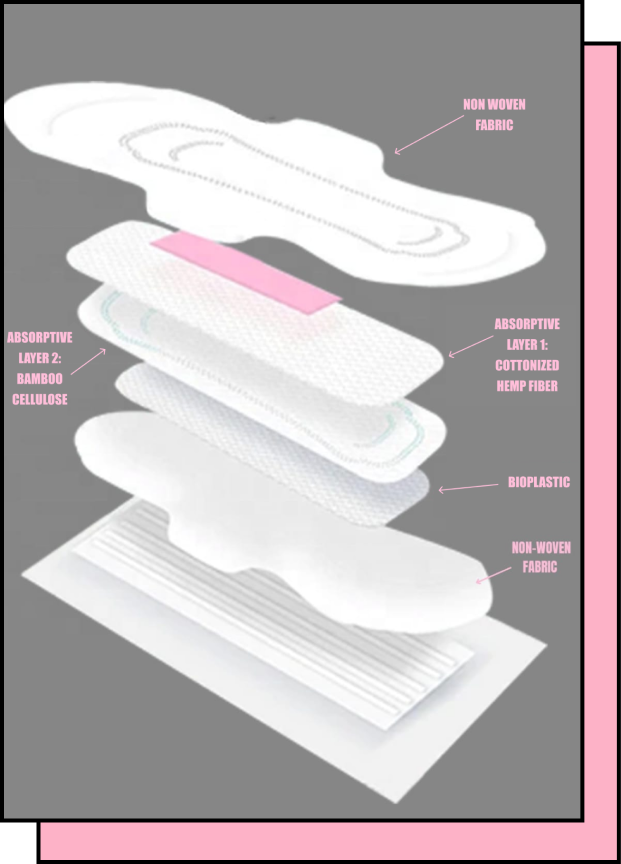 NON WOVEN
FABRIC
ABSORPTIVE
LAYER 1:
COTTONIZED
HEMP FIBER
ABSORPTIVE
LAYER 2:
BAMBOO
CELLULOSE
BIOPLASTIC
NON-WOVEN
FABRIC